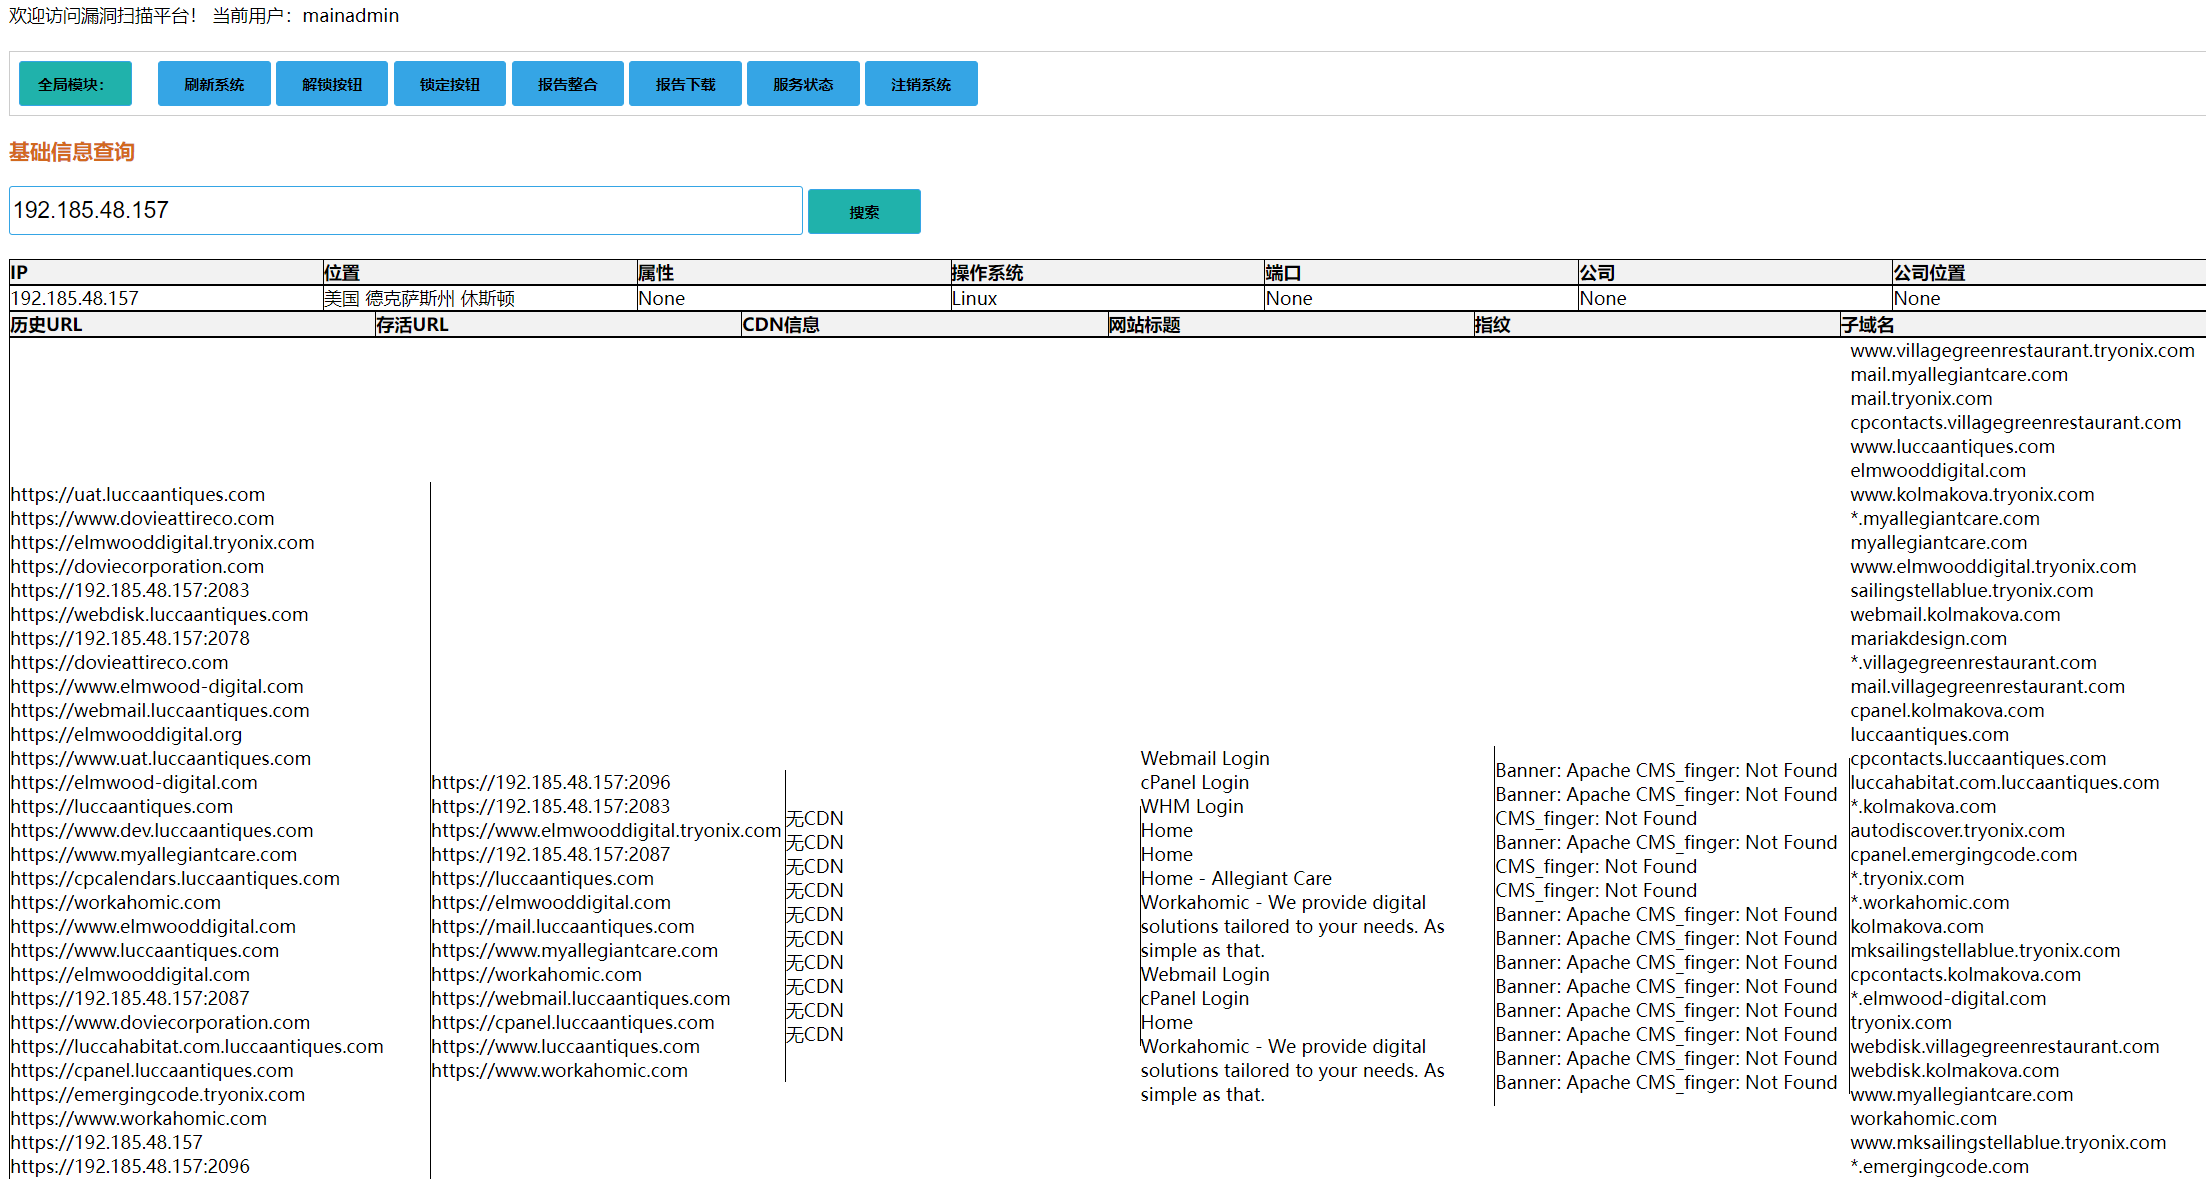 欢迎访问漏洞扫描平台！ 当前用户：mainadmin
全局模块： 刷新系统 解锁按钮 锁定按钮 报告整合 报告下载 服务状态 注销系统
基础信息查询
192.185.48.157 搜索
IP 位置 属性 操作系统 端口 公司 公司位置
192.185.48.157 美国 德克萨斯州 休斯顿 None Linux None None None
历史URL 存活URL CDN信息 网站标题 指纹 子域名
https://uat.luccaantiques.com
https://www.dovieattireco.com
https://elmwooddigital.tryonix.com
https://doviecorporation.com
https://192.185.48.157:2083
https://webdisk.luccaantiques.com
https://192.185.48.157:2078
https://dovieattireco.com
https://www.elmwood-digital.com
https://webmail.luccaantiques.com
https://elmwooddigital.org
https://www.uat.luccaantiques.com
https://elmwood-digital.com
https://luccaantiques.com
https://www.dev.luccaantiques.com
https://www.myallegiantcare.com
https://cpcalendars.luccaantiques.com
https://workahomic.com
https://www.elmwooddigital.com
https://www.luccaantiques.com
https://elmwooddigital.com
https://192.185.48.157:2087
https://www.doviecorporation.com
https://luccahabitat.com.luccaantiques.com
https://cpanel.luccaantiques.com
https://emergingcode.tryonix.com
https://www.workahomic.com
https://192.185.48.157
https://192.185.48.157:2096
https://192.185.48.157:2096
https://192.185.48.157:2083
https://www.elmwooddigital.tryonix.com
https://192.185.48.157:2087
https://luccaantiques.com
https://elmwooddigital.com
https://mail.luccaantiques.com
https://www.myallegiantcare.com
https://workahomic.com
https://webmail.luccaantiques.com
https://cpanel.luccaantiques.com
https://www.luccaantiques.com
https://www.workahomic.com
无CDN
无CDN
无CDN
无CDN
无CDN
无CDN
无CDN
无CDN
无CDN
无CDN
Webmail Login
cPanel Login
WHM Login
Home
Home
Home - Allegiant Care
Workahomic - We provide digital
solutions tailored to your needs. As
simple as that.
Webmail Login
cPanel Login
Home
Workahomic - We provide digital
solutions tailored to your needs. As
simple as that.
Banner: Apache CMS_finger: Not Found
Banner: Apache CMS_finger: Not Found
CMS_finger: Not Found
Banner: Apache CMS_finger: Not Found
CMS_finger: Not Found
CMS_finger: Not Found
Banner: Apache CMS_finger: Not Found
Banner: Apache CMS_finger: Not Found
Banner: Apache CMS_finger: Not Found
Banner: Apache CMS_finger: Not Found
Banner: Apache CMS_finger: Not Found
Banner: Apache CMS_finger: Not Found
Banner: Apache CMS_finger: Not Found
Banner: Apache CMS_finger: Not Found
www.villagegreenrestaurant.tryonix.com
mail.myallegiantcare.com
mail.tryonix.com
cpcontacts.villagegreenrestaurant.com
www.luccaantiques.com
elmwooddigital.com
www.kolmakova.tryonix.com
*.myallegiantcare.com
myallegiantcare.com
www.elmwooddigital.tryonix.com
sailingstellablue.tryonix.com
webmail.kolmakova.com
mariakdesign.com
*.villagegreenrestaurant.com
mail.villagegreenrestaurant.com
cpanel.kolmakova.com
luccaantiques.com
cpcontacts.luccaantiques.com
luccahabitat.com.luccaantiques.com
*.kolmakova.com
autodiscover.tryonix.com
cpanel.emergingcode.com
*.tryonix.com
*.workahomic.com
kolmakova.com
mksailingstellablue.tryonix.com
cpcontacts.kolmakova.com
*.elmwood-digital.com
tryonix.com
webdisk.villagegreenrestaurant.com
webdisk.kolmakova.com
www.myallegiantcare.com
workahomic.com
www.mksailingstellablue.tryonix.com
*.emergingcode.com